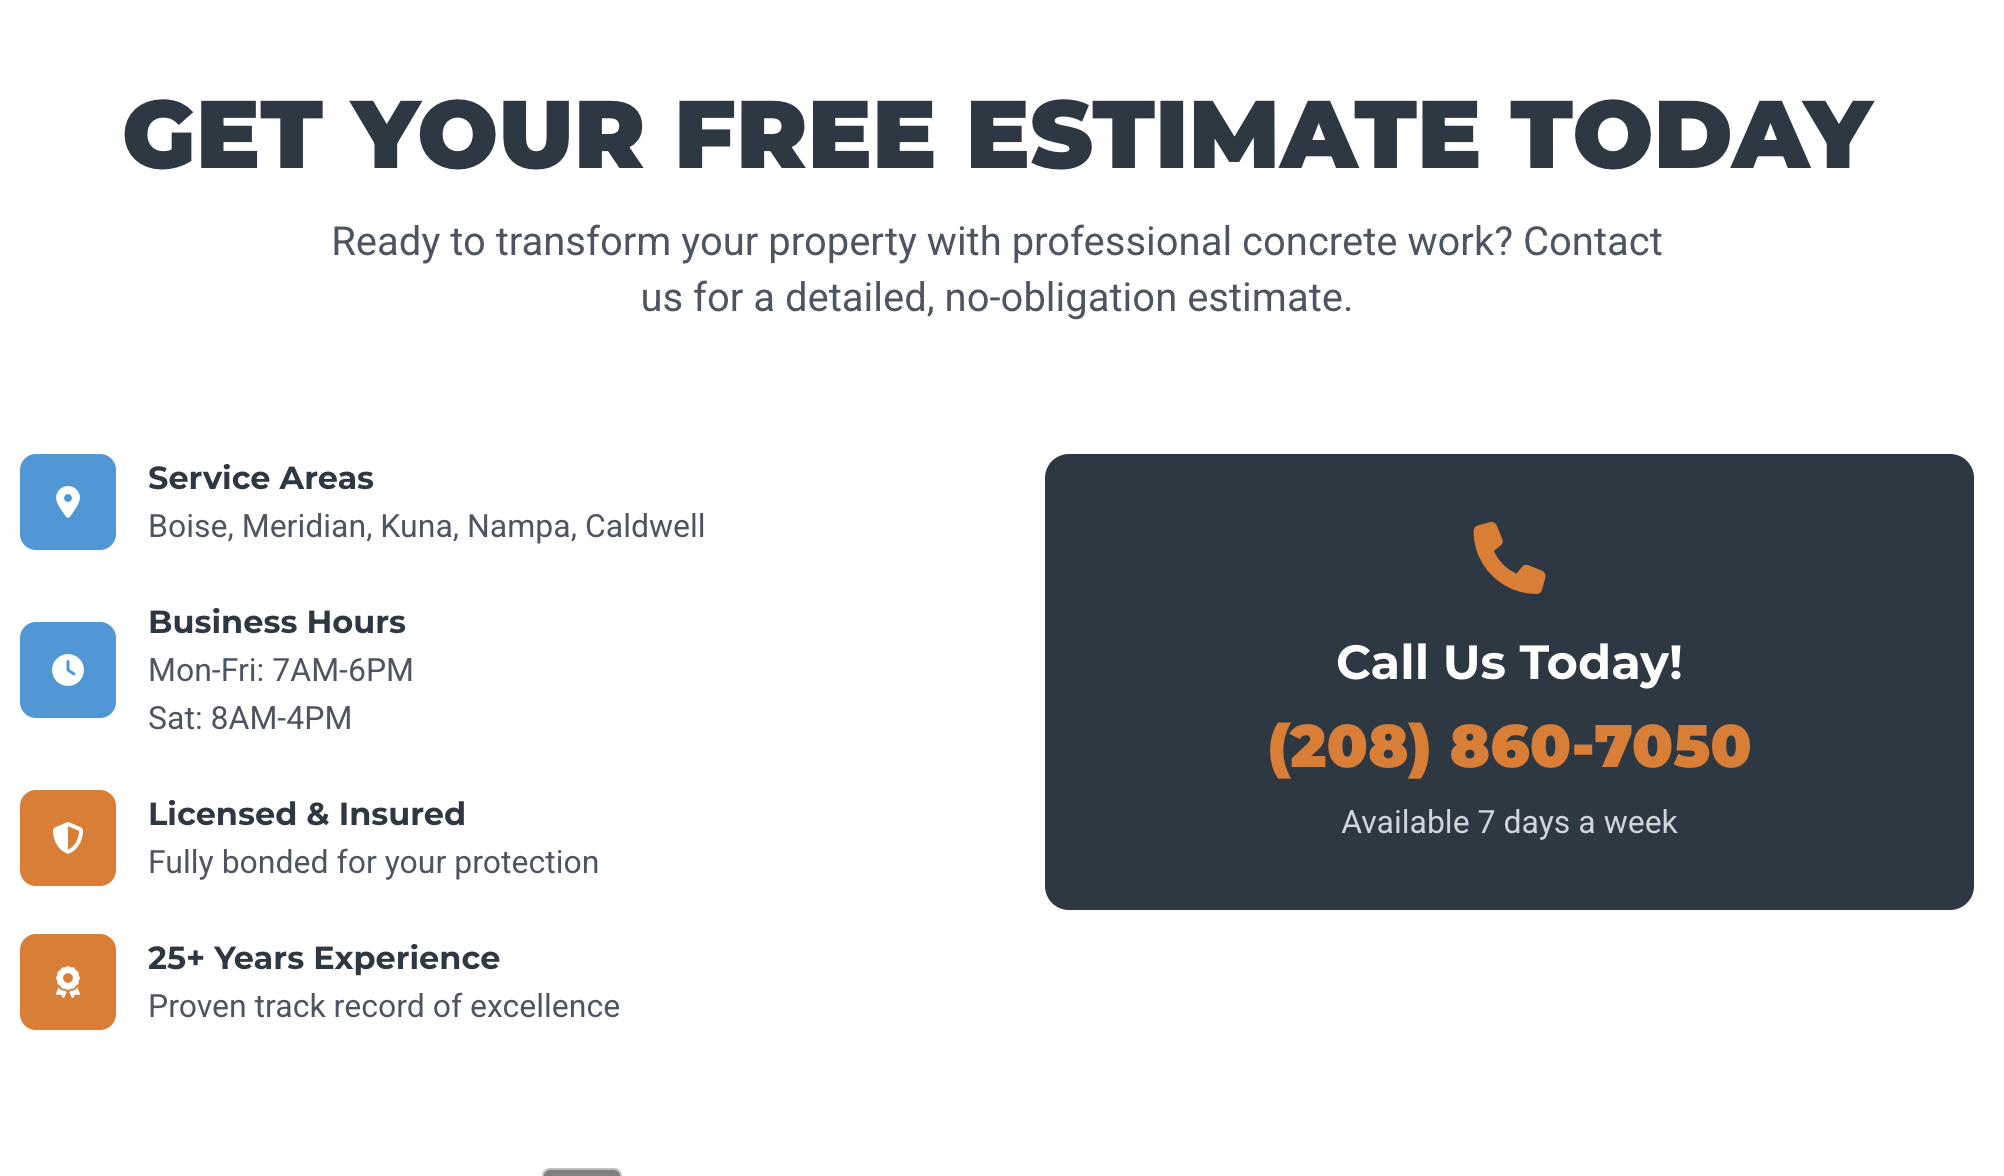 GET YOUR FREE ESTIMATE TODAY
Ready to transform your property with professional concrete work? Contact
us for a detailed, no-obligation estimate.
Service Areas
Boise, Meridian, Kuna, Nampa, Caldwell
Business Hours
Mon-Fri: 7AM-6PM
Sat: 8AM-4PM
Licensed & Insured
Fully bonded for your protection
25+ Years Experience
Proven track record of excellence
Call Us Today!
(208) 860-7050
Available 7 days a week